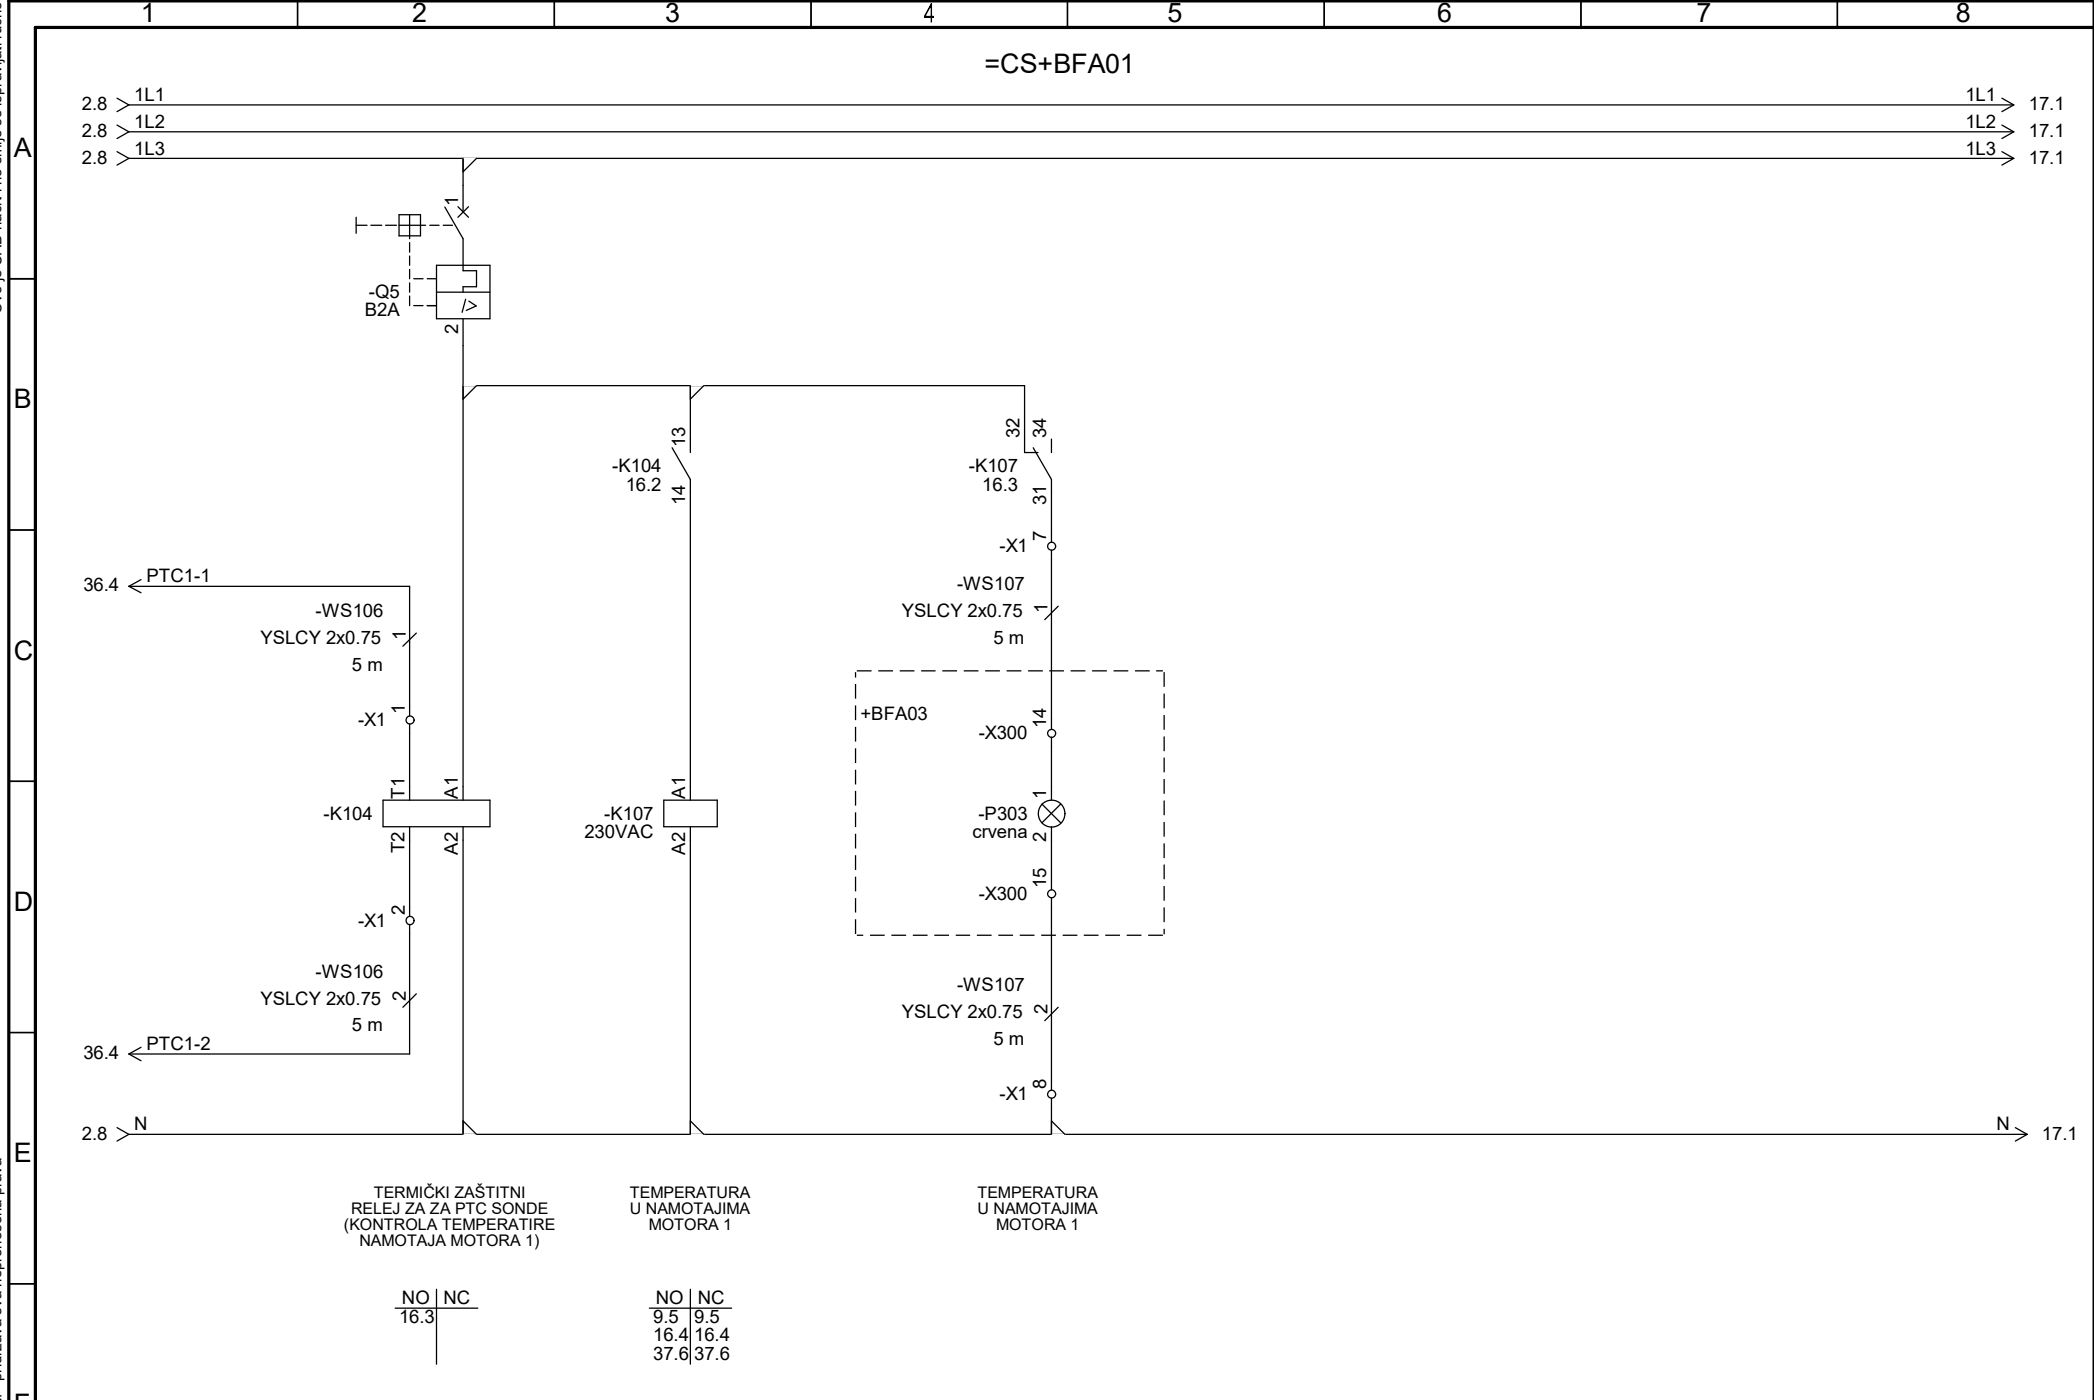 1 2 3 4 5 6 7 8
=CS+BFA01
2.8 1L1 1L1 17.1
2.8 1L2 1L2 17.1
A
2.8 1L3 1L3 17.1
1
-Q5
B2A
I>
2
B
13
32 34
-K104
16.2
14
-K107
16.3
31
-X1 7
36.4 PTC1-1
-WS107
YSLCY 2x0.75 1
5 m
-WS106
YSLCY 2x0.75 1
5 m
C
+BFA03
-X1 1
-X300 14
T1 A1
-K104
T2 A2
A1
-K107
230VAC
A2
1
-P303
crvena
2
-X300 15
D
-X1 2
-WS106
YSLCY 2x0.75 2
5 m
-WS107
YSLCY 2x0.75 2
5 m
36.4 PTC1-2
-X1 8
2.8 N N 17.1
E
TERMIČKI ZAŠTITNI
RELEJ ZA ZA PTC SONDE
(KONTROLA TEMPERATIRE
NAMOTAJA MOTORA 1)
TEMPERATURA
U NAMOTAJIMA
MOTORA 1
TEMPERATURA
U NAMOTAJIMA
MOTORA 1
NO NC
16.3
NO NC
9.5 9.5
16.4 16.4
37.6 37.6